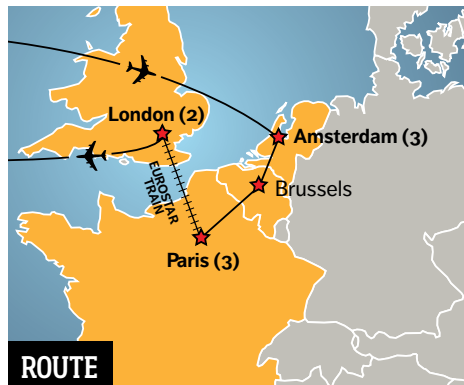 London (2)
Amsterdam (3)
EUROSTAR
TRAIN
Brussels
Paris (3)
ROUTE